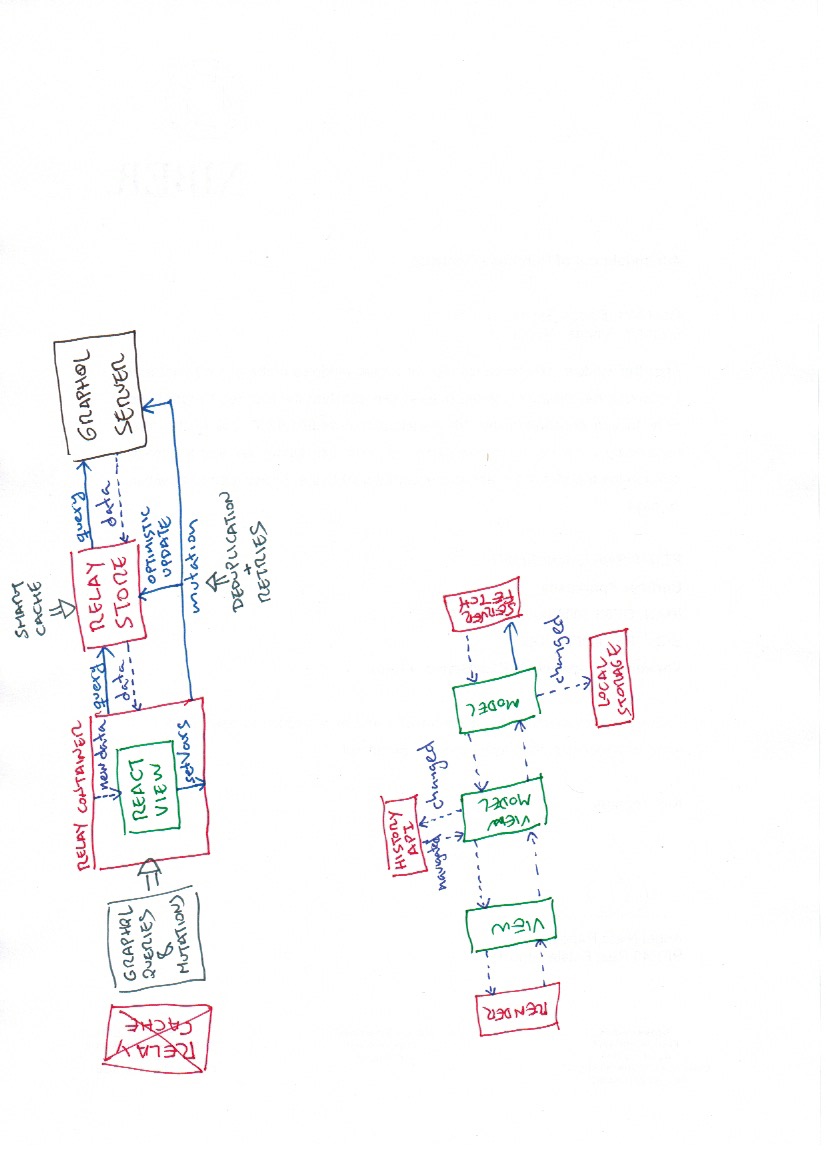 SMART
CACHE
RELAY
CACHE
GRAPHQL
QUERIES
&
MUTATIONS
RELAY CONTAINER
new data
REACT
VIEW
setVars
query
data
RELAY
STORE
query
data
GRAPHQL
SERVER
OPTIMISTIC
UPDATE
mutation
DEDUPLICATION
+
RETRIES
HISTORY
API
navigated
changed
RENDER
VIEW
VIEW
MODEL
MODEL
SERVER
FETCH
changed
LOCAL
STORAGE